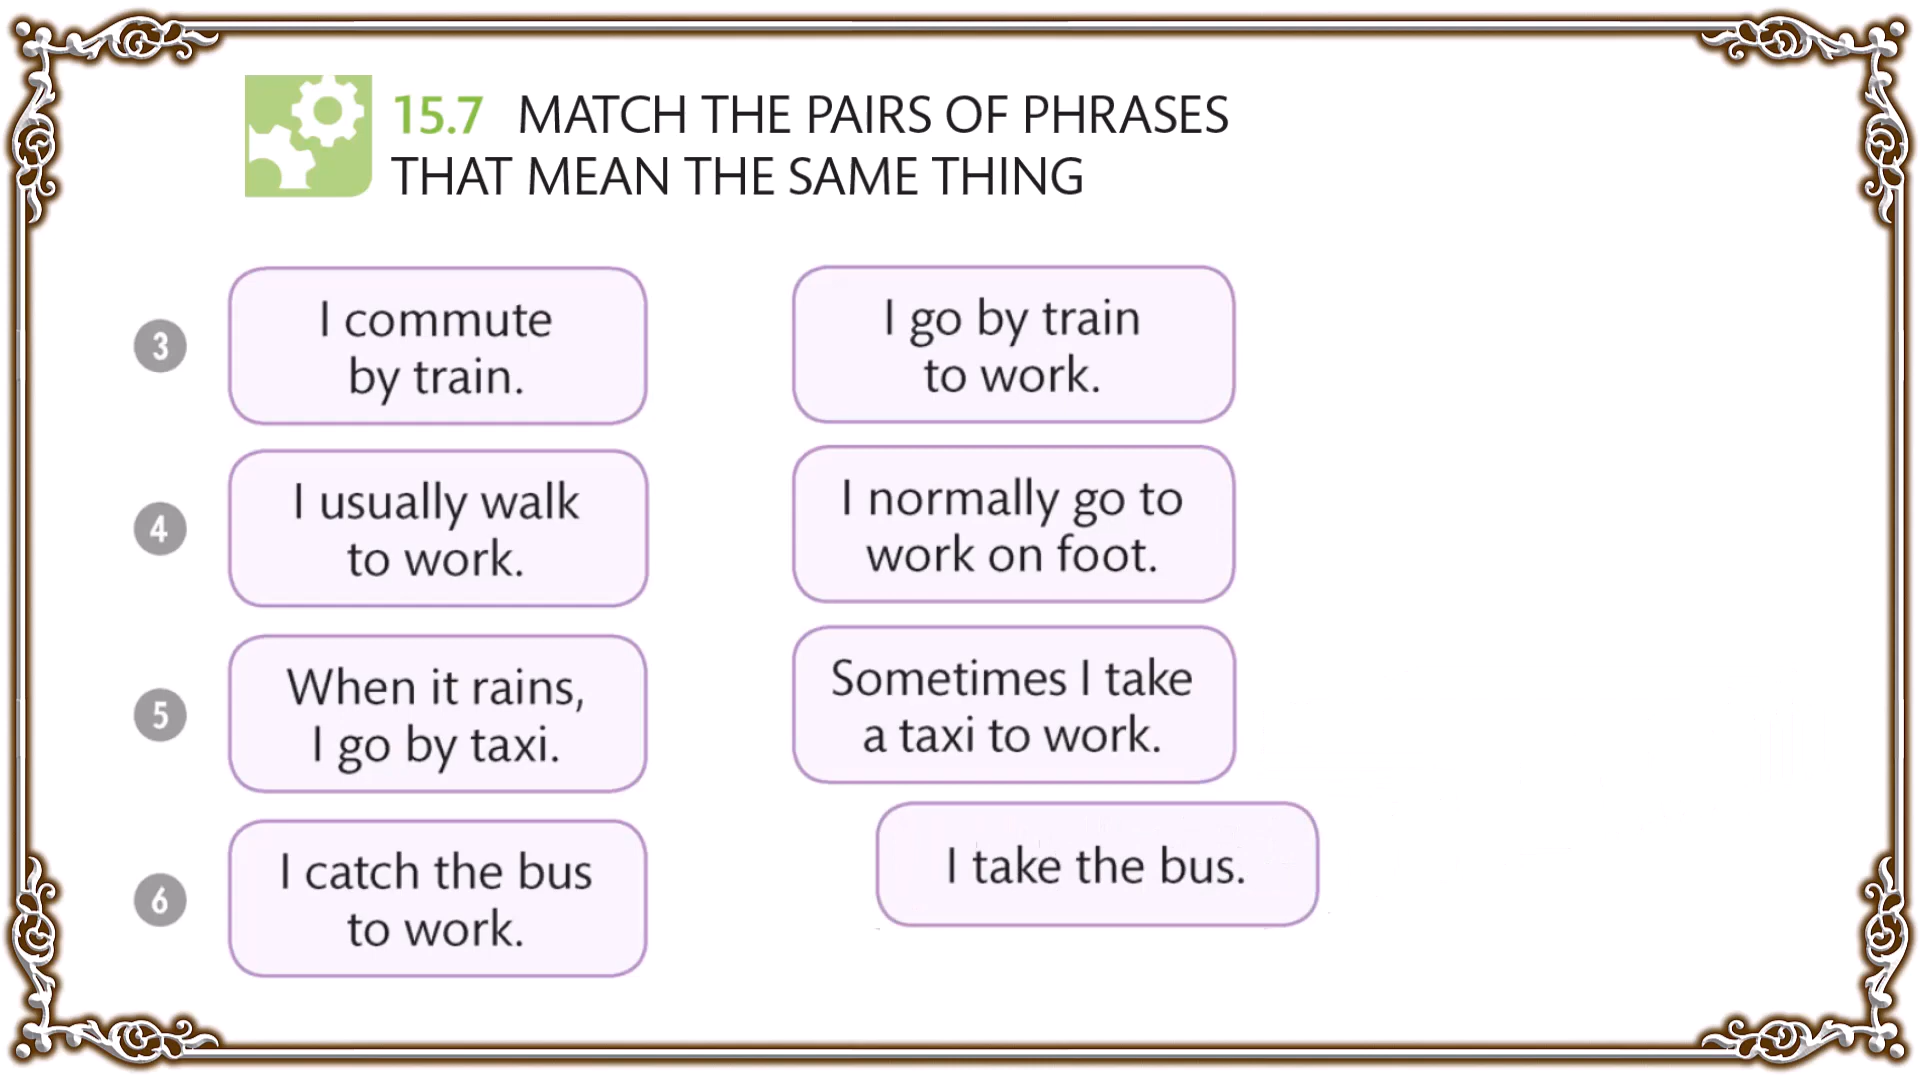 15.7 MATCH THE PAIRS OF PHRASES
THAT MEAN THE SAME THING
3
I commute
by train.
I go by train
to work.
4
I usually walk
to work.
I normally go to
work on foot.
5
When it rains,
I go by taxi.
Sometimes I take
a taxi to work.
6
I catch the bus
to work.
I take the bus.